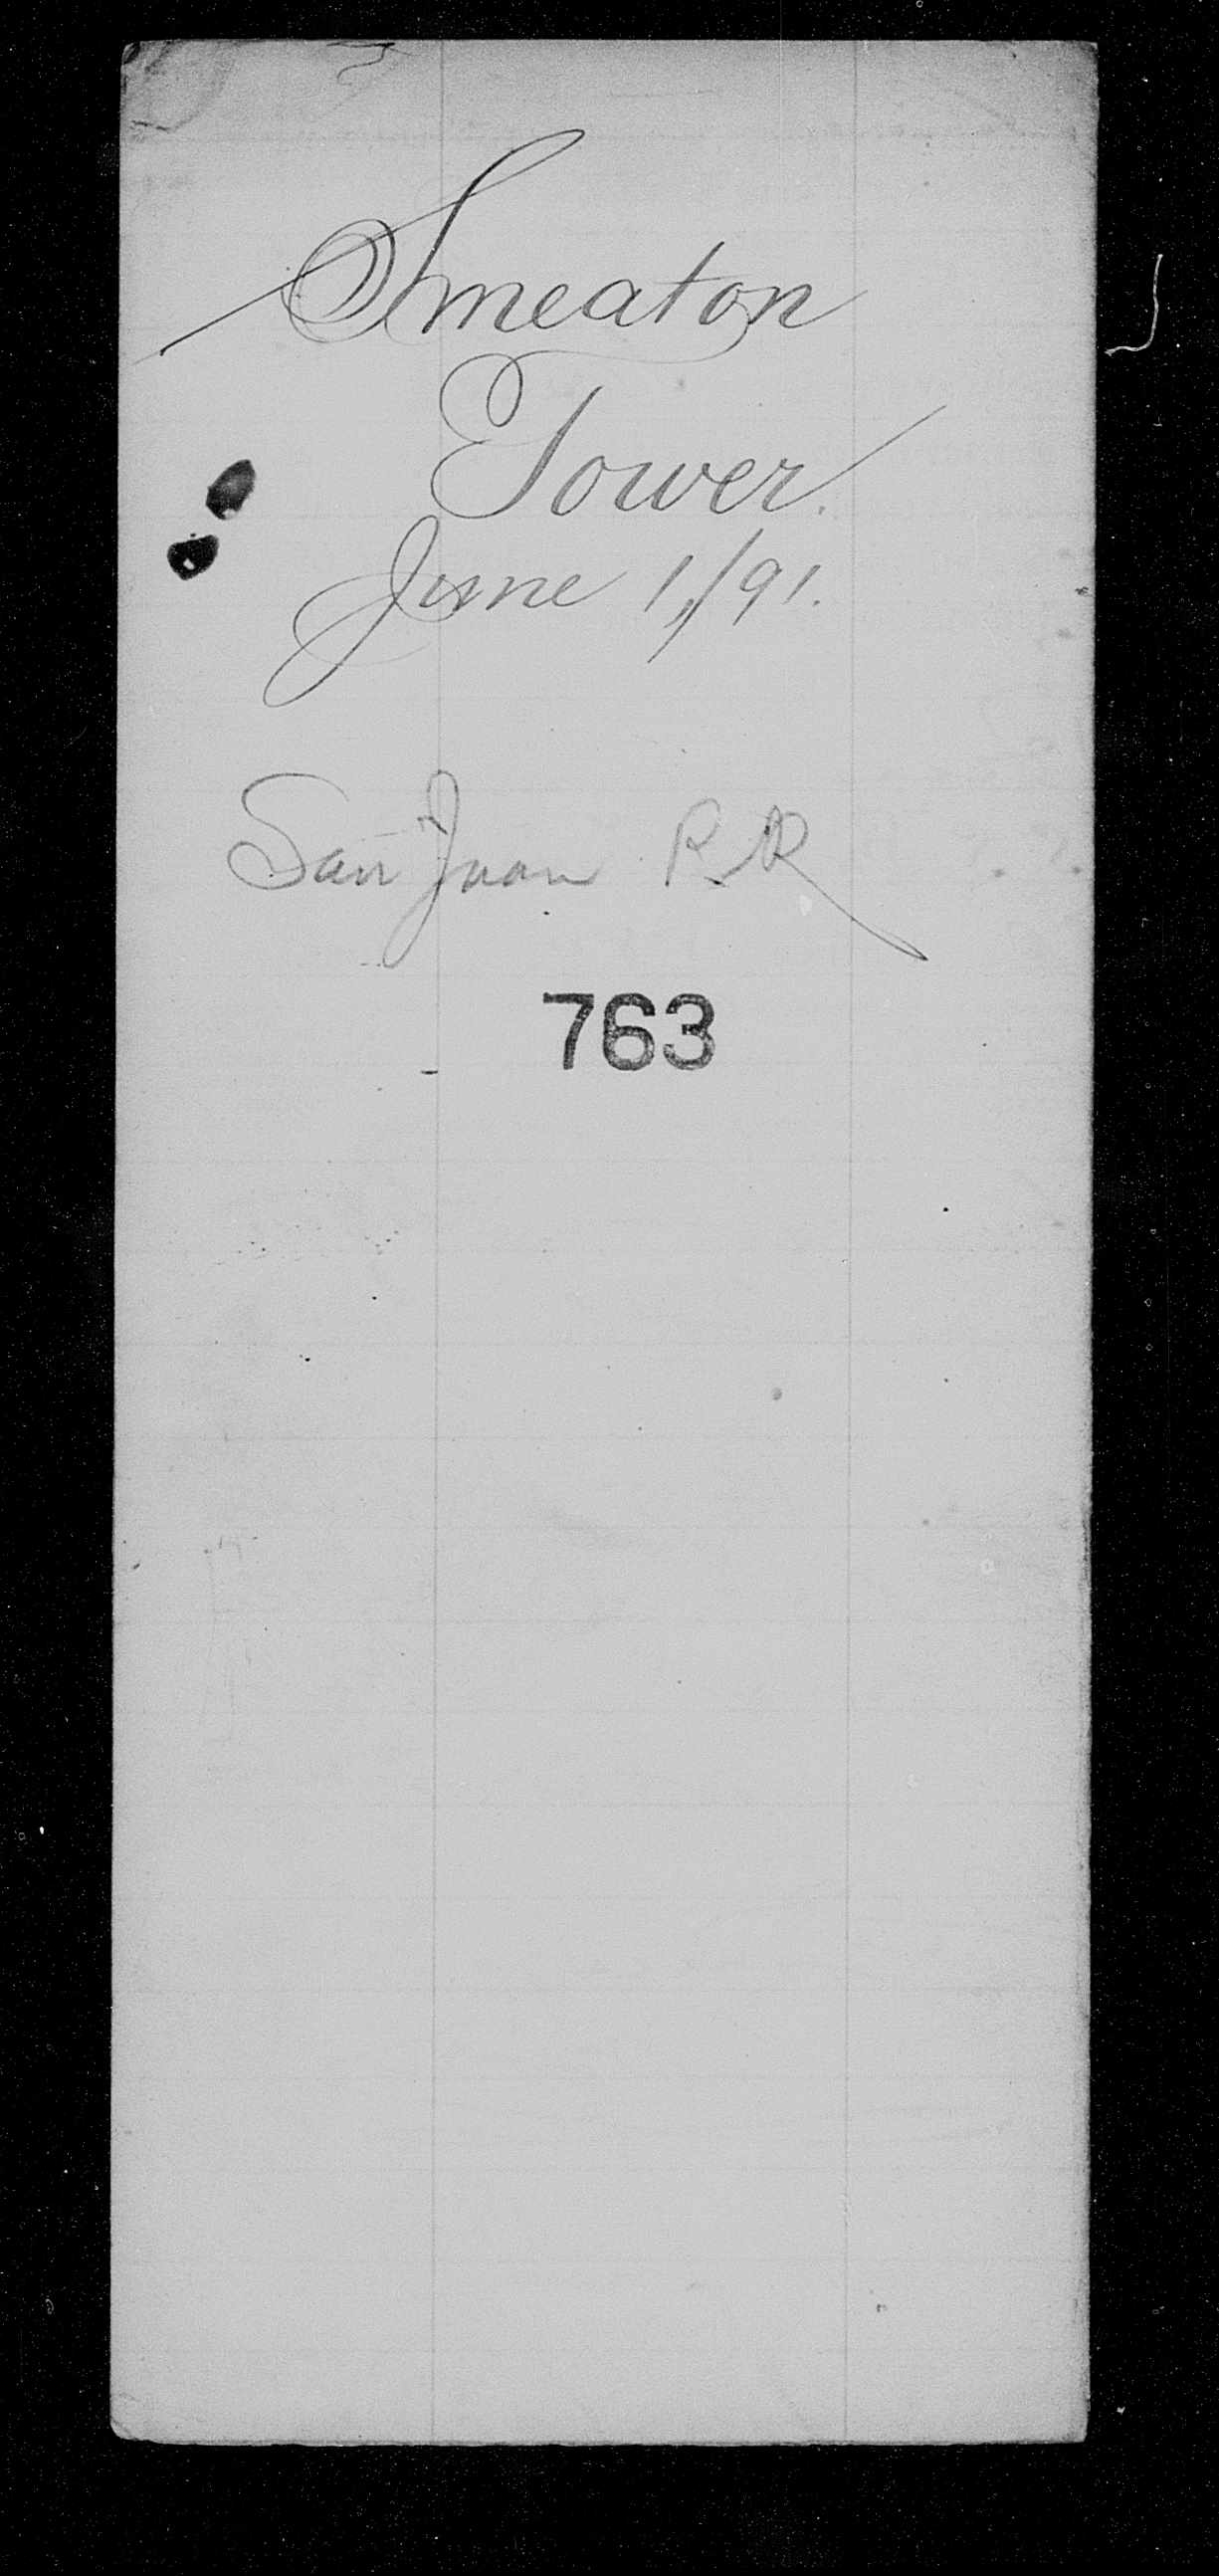 Smeaton
Tower.
June 1,/91.
San Juan P.R
763